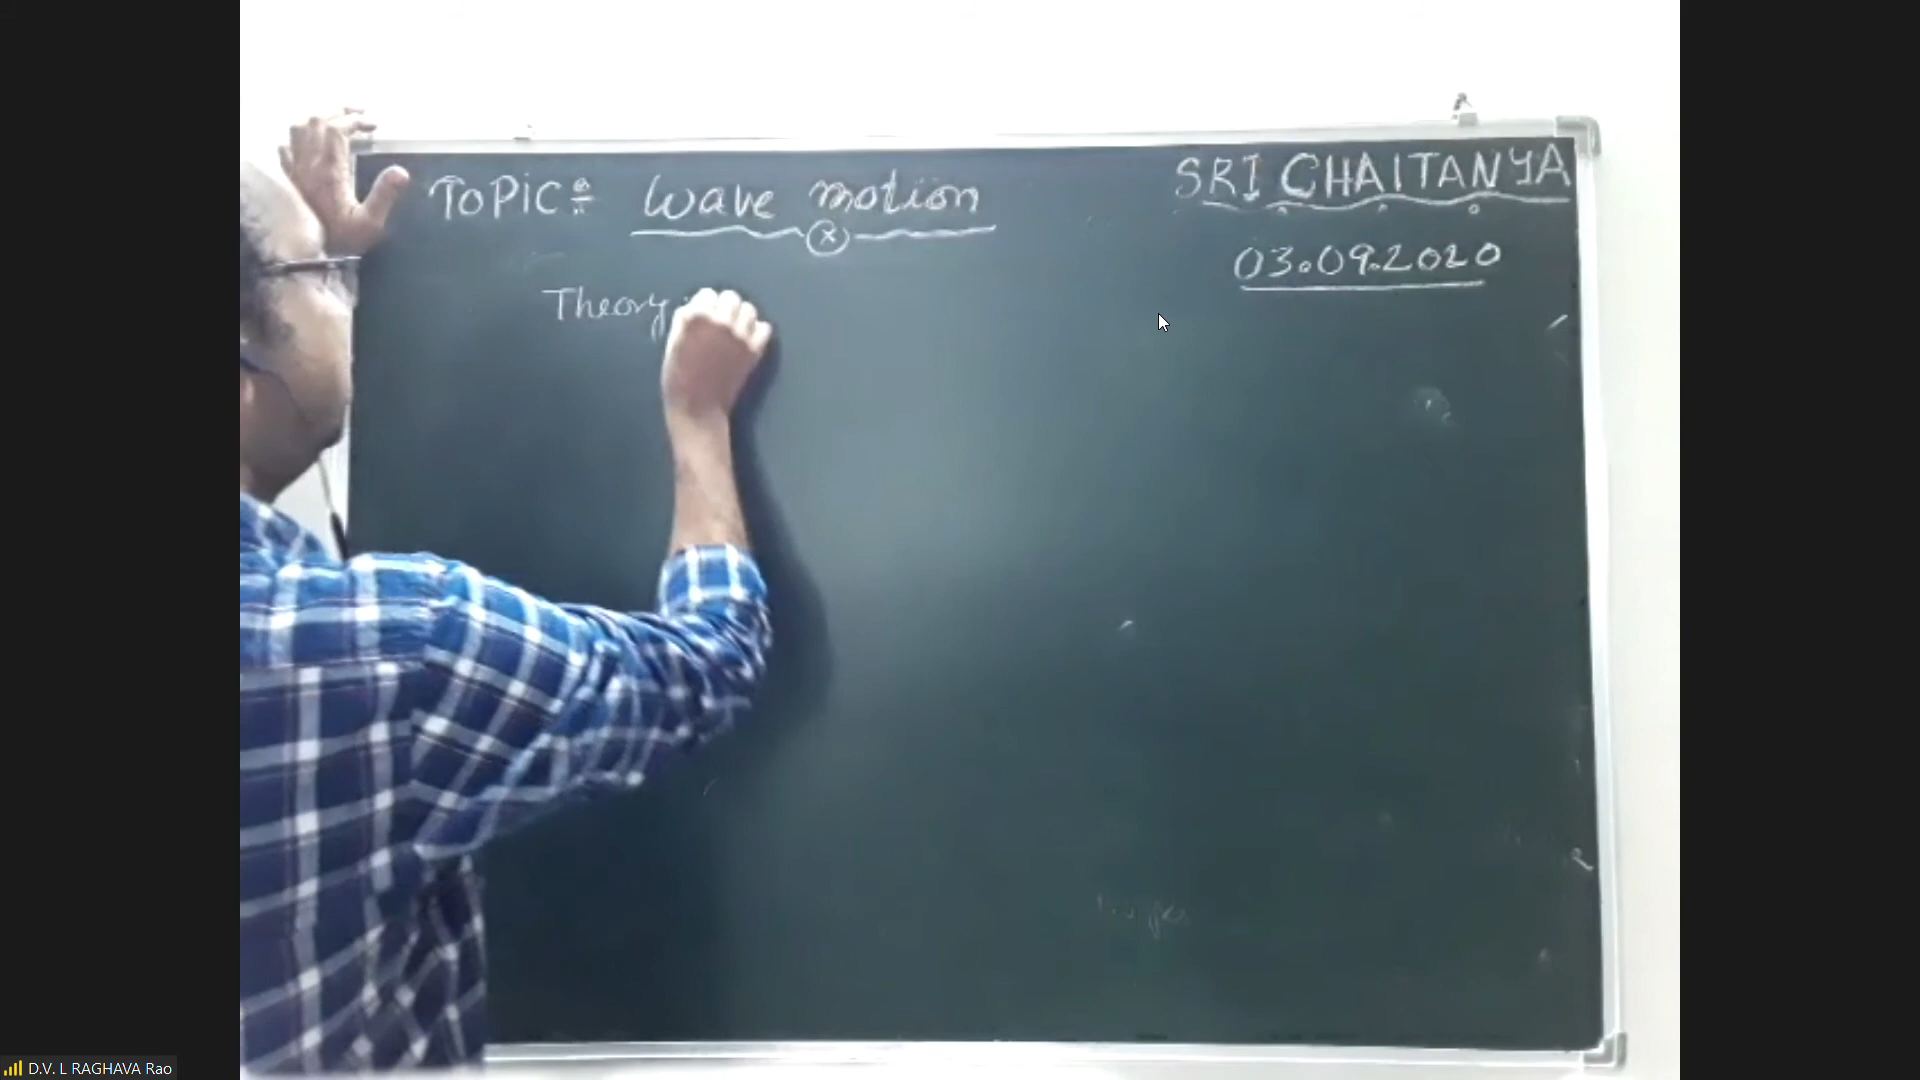 TOPIC:- Wave motion
SRI CHAITANYA
03.09.2020
Theory
D.V. L RAGHAVA Rao